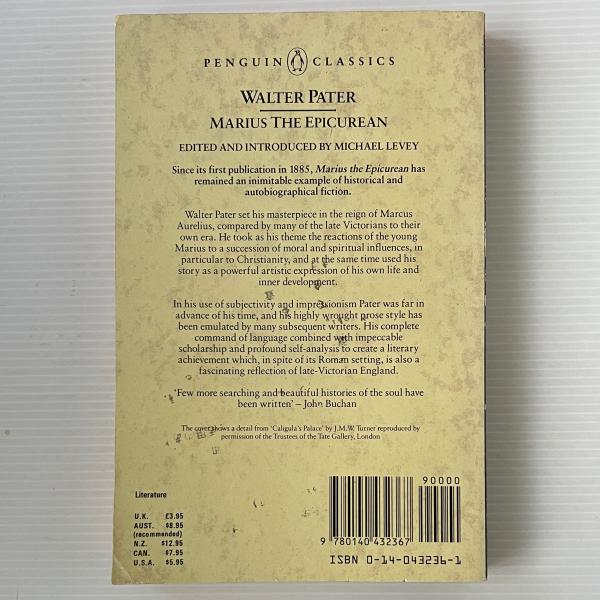 PENGUIN CLASSICS
WALTER PATER
MARIUS THE EPICUREAN
EDITED AND INTRODUCED BY MICHAEL LEVEY
Since its first publication in 1885, Marius the Epicurean has
remained an inimitable example of historical and
autobiographical fiction.
Walter Pater set his masterpiece in the reign of Marcus
Aurelius, compared by many of the late Victorians to their
own era. He took as his theme the reactions of the young
Marius to a succession of moral and spiritual influences, in
particular to Christianity, and at the same time used his
story as a powerful artistic expression of his own life and
inner development.
In his use of subjectivity and impressionism Pater was far in
advance of his time, and his highly wrought prose style has
been emulated by many subsequent writers. His complete
command of language combined with impeccable
scholarship and profound self-analysis to create a literary
achievement which, in spite of its Roman setting, is also a
fascinating reflection of late-Victorian England.
‘Few more searching and beautiful histories of the soul have
been written’ – John Buchan
The cover shows a detail from ‘Caligula's Palace’ by J.M.W. Turner reproduced by
permission of the Trustees of the Tate Gallery, London
Literature
U.K. £3.95
AUST. $8.95
(recommended)
N.Z. $12.95
CAN. $7.95
U.S.A. $5.95
90000
9 780140 432367
ISBN 0-14-043236-1